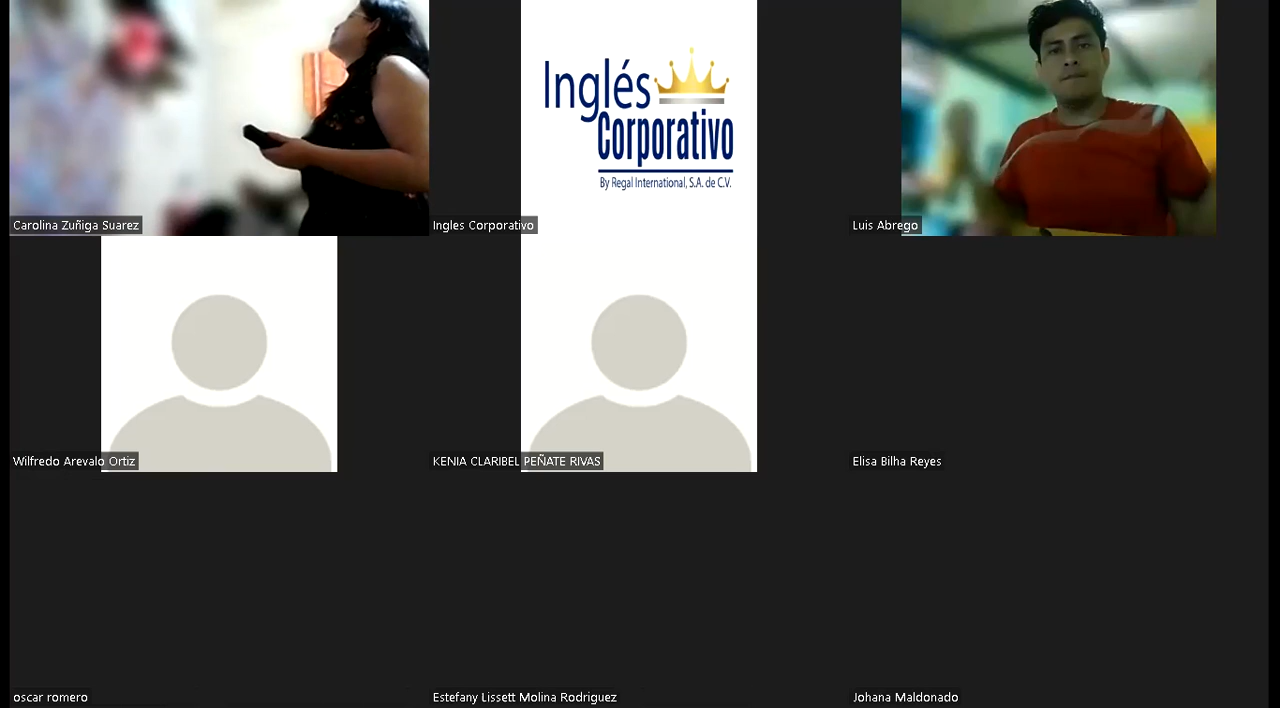 Inglés
Corporativo
By Regal International, S.A. de C.V.
Carolina Zuñiga Suarez
Ingles Corporativo
Luis Abrego
Wilfredo Arevalo Ortiz
KENIA CLARIBEL PEÑATE RIVAS
Elisa Bilha Reyes
oscar romero
Estefany Lissett Molina Rodriguez
Johana Maldonado